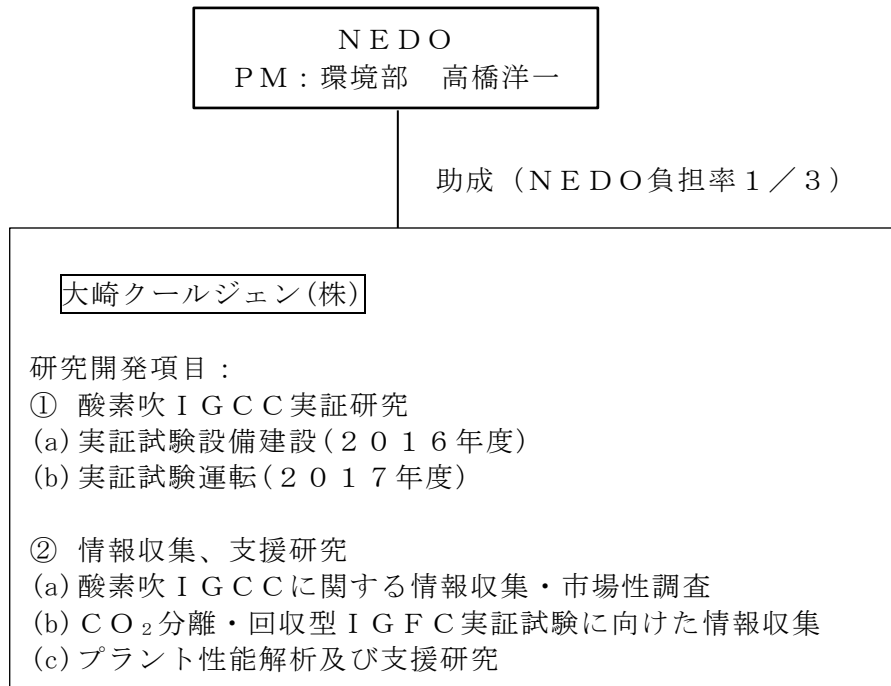 ＮＥＤＯ
ＰＭ：環境部　高橋洋一
助成（ＮＥＤＯ負担率１／３）
大崎クールジェン(株)
研究開発項目：
① 酸素吹ＩＧＣＣ実証研究
(a)実証試験設備建設(２０１６年度)
(b)実証試験運転(２０１７年度)
② 情報収集、支援研究
(a)酸素吹ＩＧＣＣに関する情報収集・市場性調査
(b)ＣＯ₂分離・回収型ＩＧＦＣ実証試験に向けた情報収集
(c)プラント性能解析及び支援研究